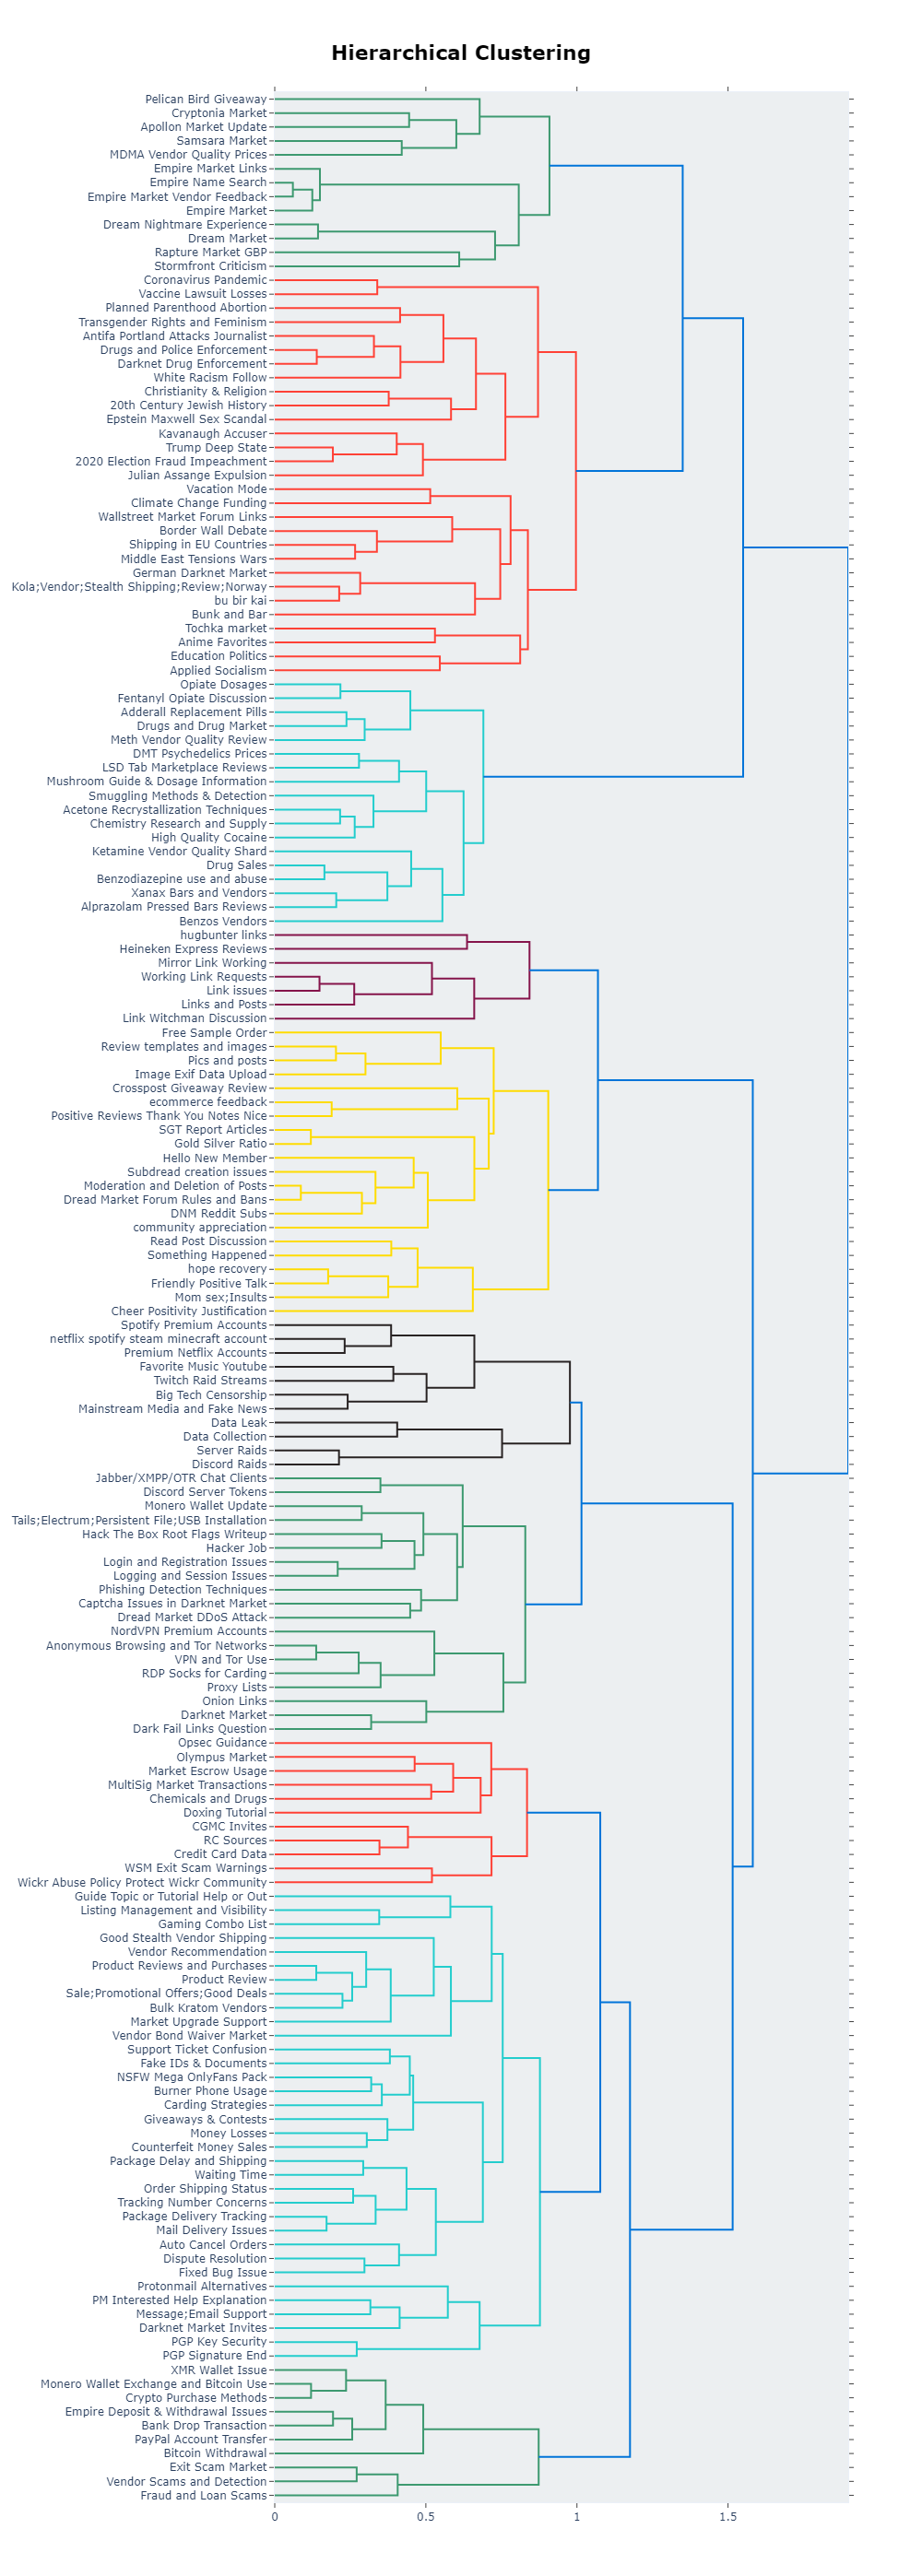 Hierarchical Clustering
Pelican Bird Giveaway
Cryptonia Market
Apollon Market Update
Samsara Market
MDMA Vendor Quality Prices
Empire Market Links
Empire Name Search
Empire Market Vendor Feedback
Empire Market
Dream Nightmare Experience
Dream Market
Rapture Market GBP
Stormfront Criticism
Coronavirus Pandemic
Vaccine Lawsuit Losses
Planned Parenthood Abortion
Transgender Rights and Feminism
Antifa Portland Attacks Journalist
Drugs and Police Enforcement
Darknet Drug Enforcement
White Racism Follow
Christianity & Religion
20th Century Jewish History
Epstein Maxwell Sex Scandal
Kavanaugh Accuser
Trump Deep State
2020 Election Fraud Impeachment
Julian Assange Expulsion
Vacation Mode
Climate Change Funding
Wallstreet Market Forum Links
Border Wall Debate
Shipping in EU Countries
Middle East Tensions Wars
German Darknet Market
Kola;Vendor;Stealth Shipping;Review;Norway
bu bir kai
Bunk and Bar
Tochka market
Anime Favorites
Education Politics
Applied Socialism
Opiate Dosages
Fentanyl Opiate Discussion
Adderall Replacement Pills
Drugs and Drug Market
Meth Vendor Quality Review
DMT Psychedelics Prices
LSD Tab Marketplace Reviews
Mushroom Guide & Dosage Information
Smuggling Methods & Detection
Acetone Recrystallization Techniques
Chemistry Research and Supply
High Quality Cocaine
Ketamine Vendor Quality Shard
Drug Sales
Benzodiazepine use and abuse
Xanax Bars and Vendors
Alprazolam Pressed Bars Reviews
Benzos Vendors
hugbunter links
Heineken Express Reviews
Mirror Link Working
Working Link Requests
Link issues
Links and Posts
Link Witchman Discussion
Free Sample Order
Review templates and images
Pics and posts
Image Exif Data Upload
Crosspost Giveaway Review
ecommerce feedback
Positive Reviews Thank You Notes Nice
SGT Report Articles
Gold Silver Ratio
Hello New Member
Subdread creation issues
Moderation and Deletion of Posts
Dread Market Forum Rules and Bans
DNM Reddit Subs
community appreciation
Read Post Discussion
Something Happened
hope recovery
Friendly Positive Talk
Mom sex;Insults
Cheer Positivity Justification
Spotify Premium Accounts
netflix spotify steam minecraft account
Premium Netflix Accounts
Favorite Music Youtube
Twitch Raid Streams
Big Tech Censorship
Mainstream Media and Fake News
Data Leak
Data Collection
Server Raids
Discord Raids
Jabber/XMPP/OTR Chat Clients
Discord Server Tokens
Monero Wallet Update
Tails;Electrum;Persistent File;USB Installation
Hack The Box Root Flags Writeup
Hacker Job
Login and Registration Issues
Logging and Session Issues
Phishing Detection Techniques
Captcha Issues in Darknet Market
Dread Market DDoS Attack
NordVPN Premium Accounts
Anonymous Browsing and Tor Networks
VPN and Tor Use
RDP Socks for Carding
Proxy Lists
Onion Links
Darknet Market
Dark Fail Links Question
Opsec Guidance
Olympus Market
Market Escrow Usage
MultiSig Market Transactions
Chemicals and Drugs
Doxing Tutorial
CGMC Invites
RC Sources
Credit Card Data
WSM Exit Scam Warnings
Wickr Abuse Policy Protect Wickr Community
Guide Topic or Tutorial Help or Out
Listing Management and Visibility
Gaming Combo List
Good Stealth Vendor Shipping
Vendor Recommendation
Product Reviews and Purchases
Product Review
Sale;Promotional Offers;Good Deals
Bulk Kratom Vendors
Market Upgrade Support
Vendor Bond Waiver Market
Support Ticket Confusion
Fake IDs & Documents
NSFW Mega OnlyFans Pack
Burner Phone Usage
Carding Strategies
Giveaways & Contests
Money Losses
Counterfeit Money Sales
Package Delay and Shipping
Waiting Time
Order Shipping Status
Tracking Number Concerns
Package Delivery Tracking
Mail Delivery Issues
Auto Cancel Orders
Dispute Resolution
Fixed Bug Issue
Protonmail Alternatives
PM Interested Help Explanation
Message;Email Support
Darknet Market Invites
PGP Key Security
PGP Signature End
XMR Wallet Issue
Monero Wallet Exchange and Bitcoin Use
Crypto Purchase Methods
Empire Deposit & Withdrawal Issues
Bank Drop Transaction
PayPal Account Transfer
Bitcoin Withdrawal
Exit Scam Market
Vendor Scams and Detection
Fraud and Loan Scams
0 0.5 1 1.5